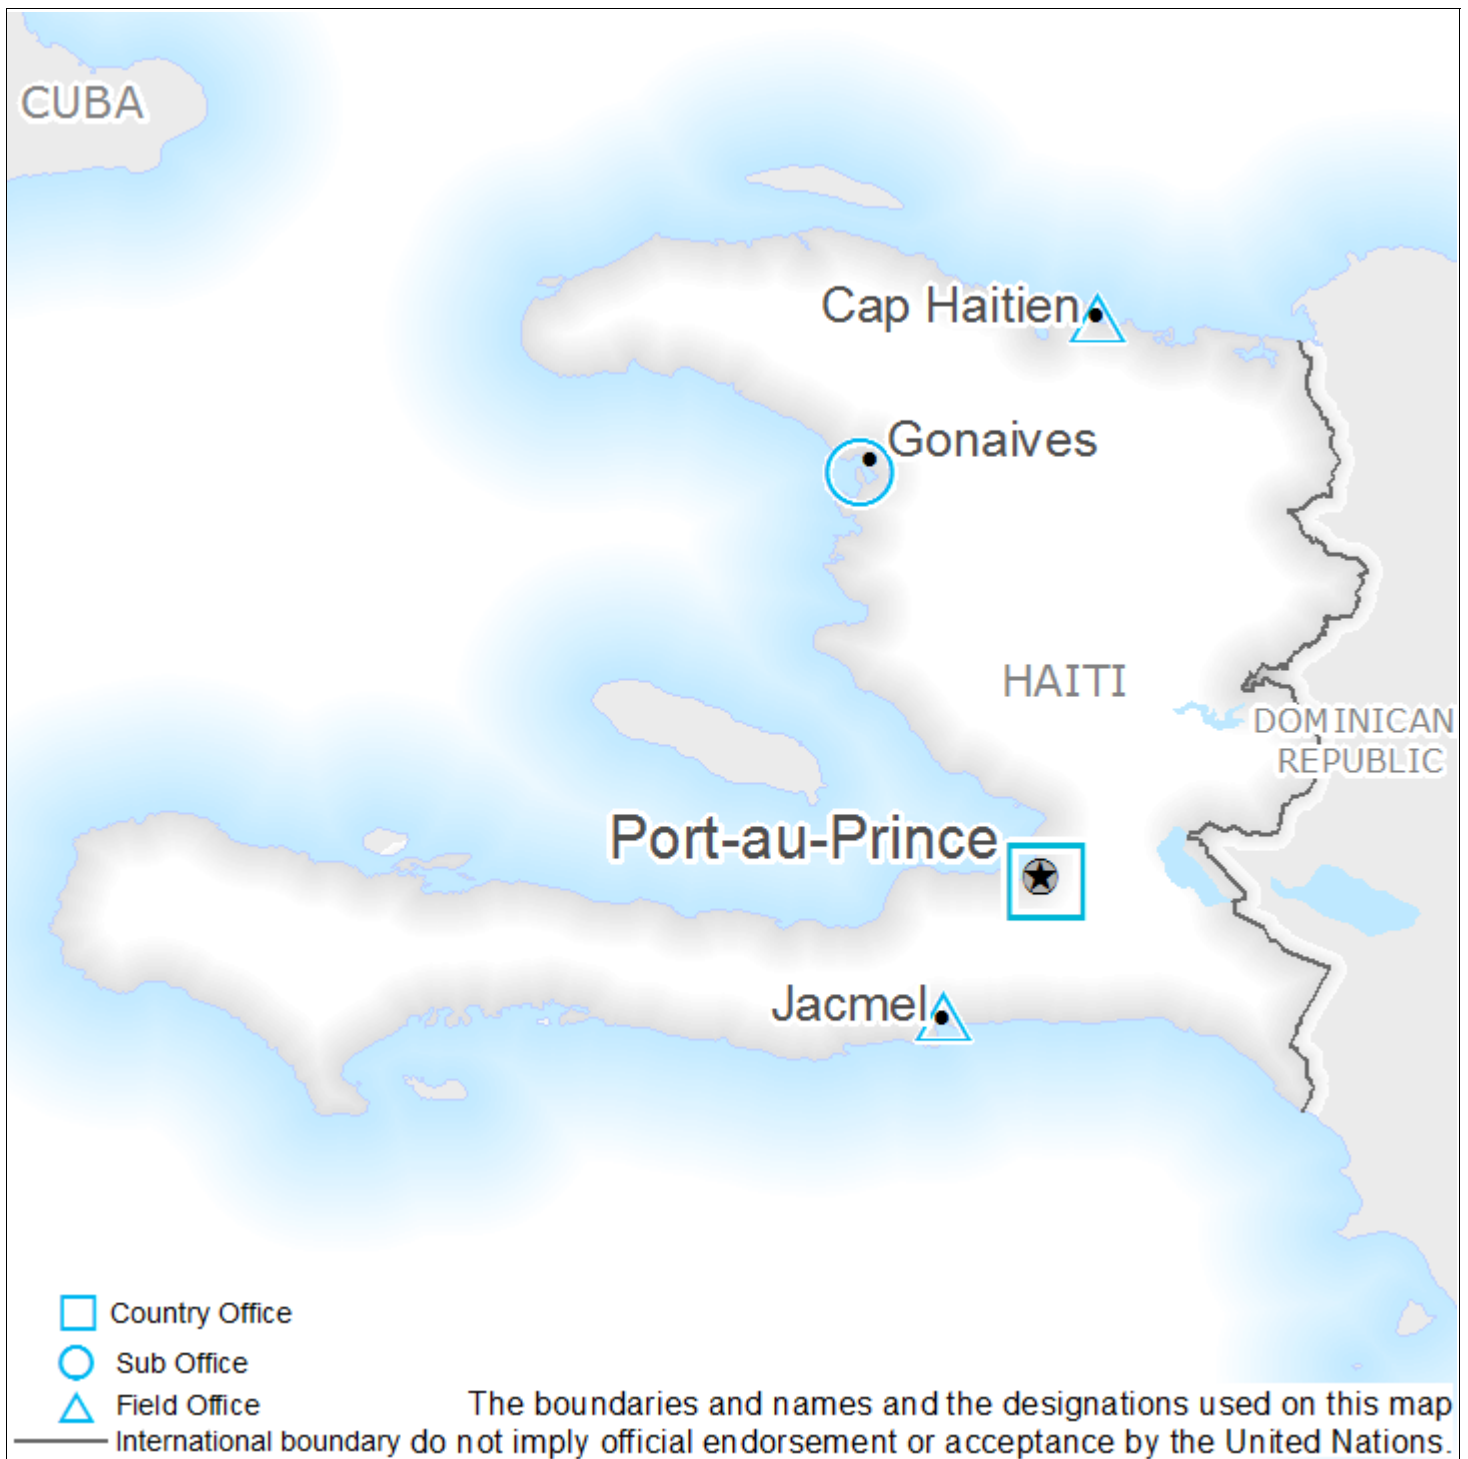 CUBA
Cap Haitien
Gonaives
HAITI
DOMINICAN
REPUBLIC
Port-au-Prince
Jacmel
Country Office
Sub Office
Field Office
International boundary
The boundaries and names and the designations used on this map
do not imply official endorsement or acceptance by the United Nations.